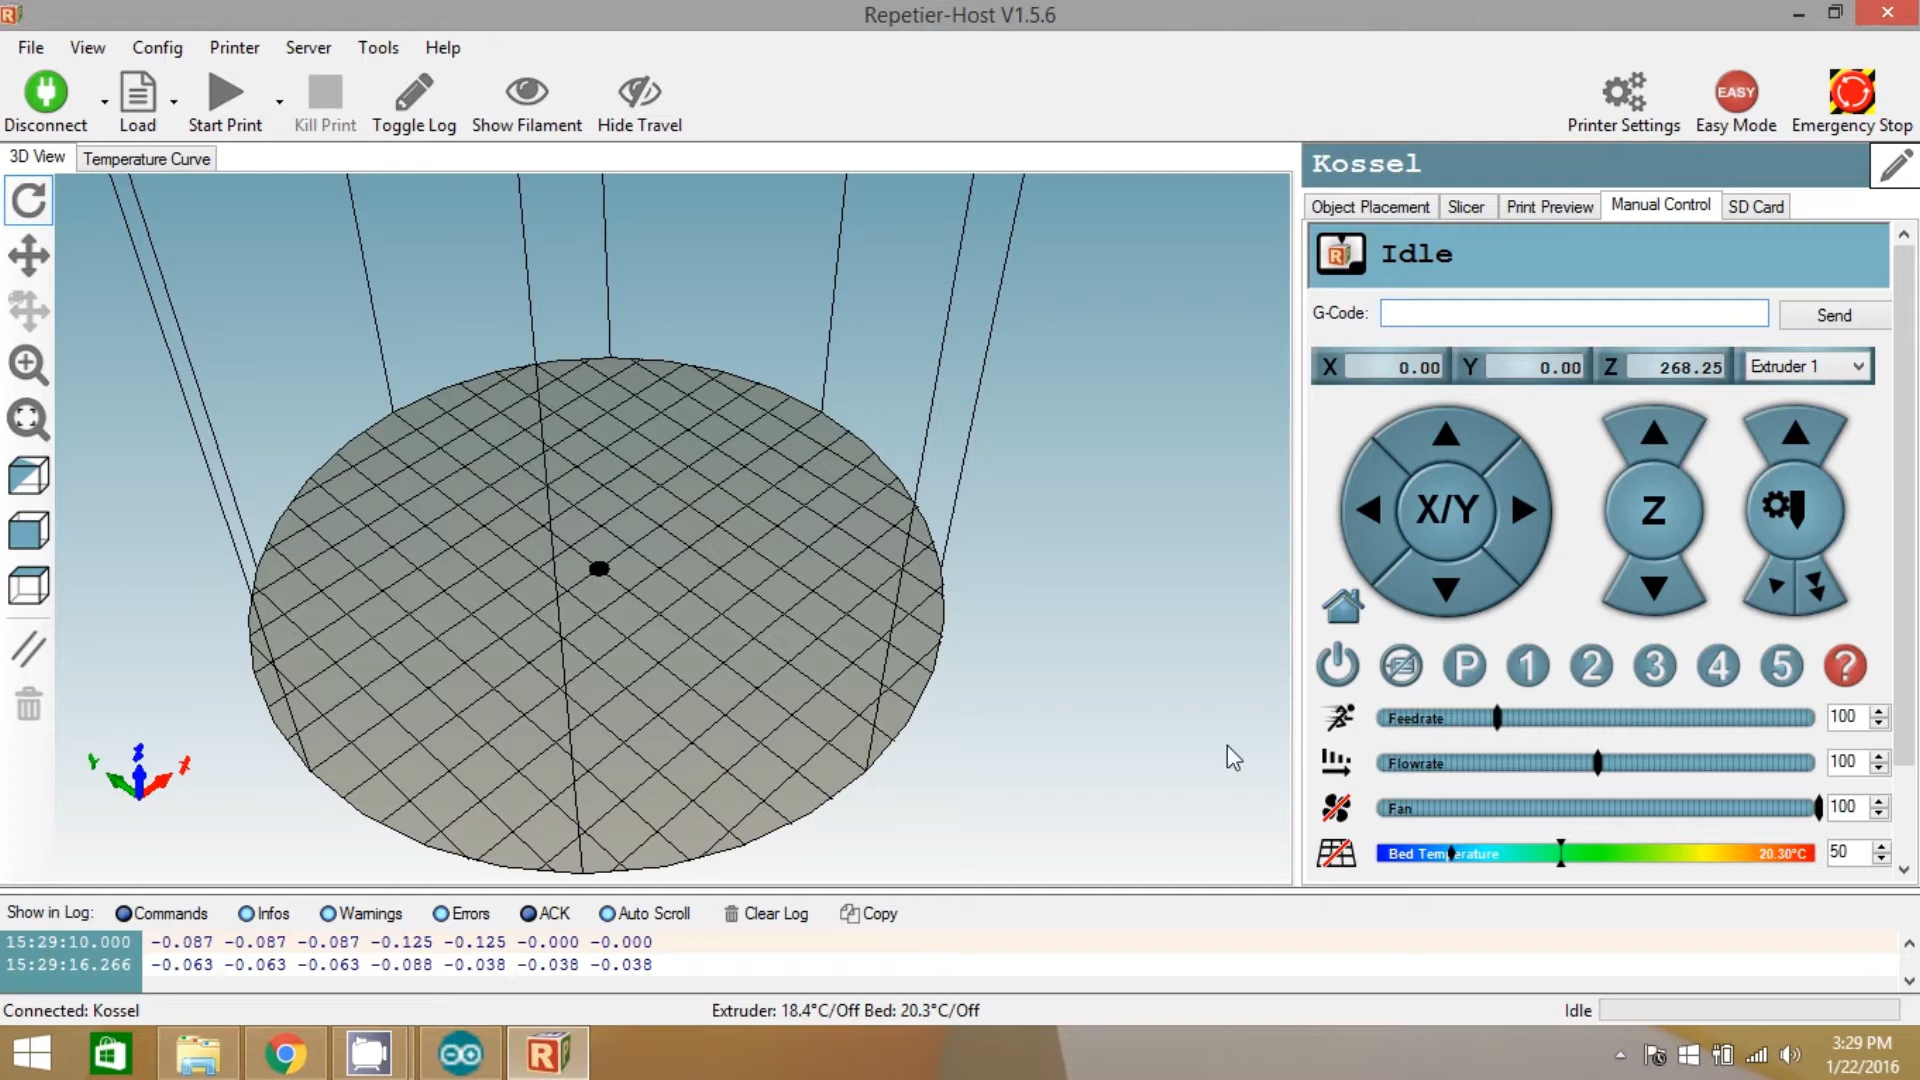 Repetier-Host V1.5.6
File View Config Printer Server Tools Help
Disconnect Load Start Print Kill Print Toggle Log Show Filament Hide Travel Printer Settings EASY Easy Mode Emergency Stop
3D View Temperature Curve
Kossel
Object Placement Slicer Print Preview Manual Control SD Card
Idle
G-Code: Send
X 0.00 Y 0.00 Z 268.25 Extruder 1
X/Y Z
P 1 2 3 4 5 ?
Feedrate 100
Flowrate 100
Fan 100
Bed Temperature 20.30°C 50
Y Z X
Show in Log: Commands Infos Warnings Errors ACK Auto Scroll Clear Log Copy
15:29:10.000 -0.087 -0.087 -0.087 -0.125 -0.125 -0.000 -0.000
15:29:16.266 -0.063 -0.063 -0.063 -0.088 -0.038 -0.038 -0.038
Connected: Kossel Extruder: 18.4°C/Off Bed: 20.3°C/Off Idle
3:29 PM
1/22/2016